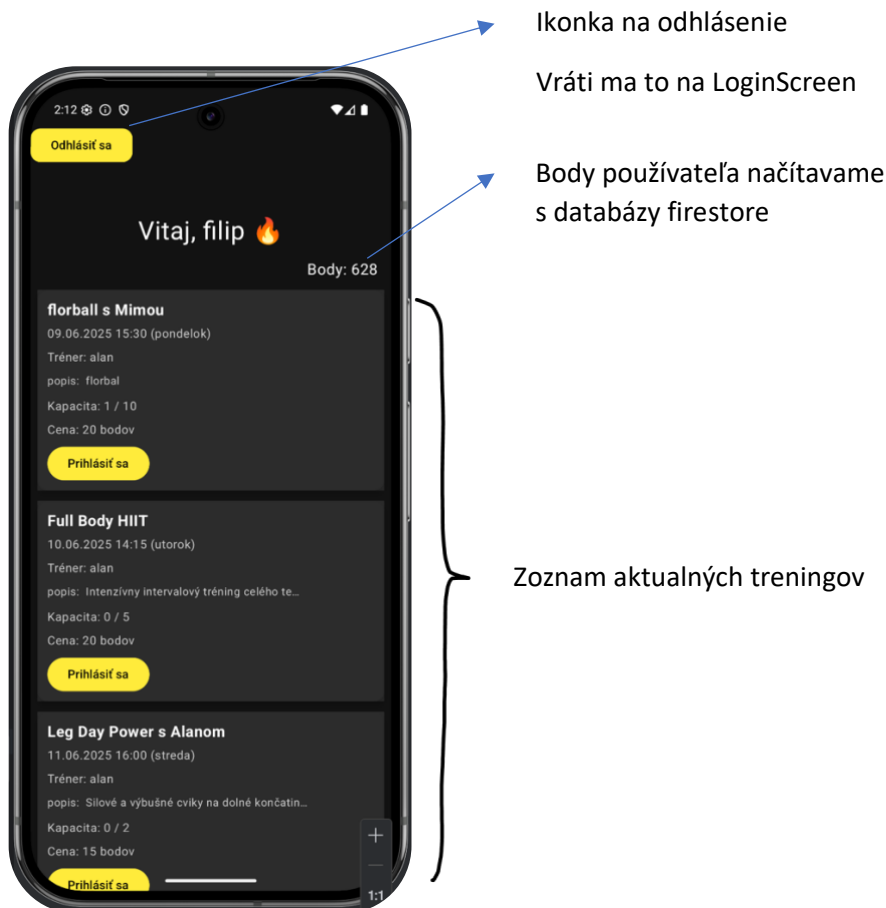 Ikonka na odhlásenie
Vráti ma to na LoginScreen
2:12
Odhlásiť sa
Body používateľa načítavame
s databázy firestore
Vitaj, filip 🔥
Body: 628
florball s Mimou
09.06.2025 15:30 (pondelok)
Tréner: alan
popis: florbal
Kapacita: 1 / 10
Cena: 20 bodov
Prihlásiť sa
Full Body HIIT
10.06.2025 14:15 (utorok)
Tréner: alan
popis: Intenzívny intervalový tréning celého te…
Kapacita: 0 / 5
Cena: 20 bodov
Prihlásiť sa
Zoznam aktualných treningov
Leg Day Power s Alanom
11.06.2025 16:00 (streda)
Tréner: alan
popis: Silové a výbušné cviky na dolné končatin…
Kapacita: 0 / 2
Cena: 15 bodov
Prihlásiť sa
1:1